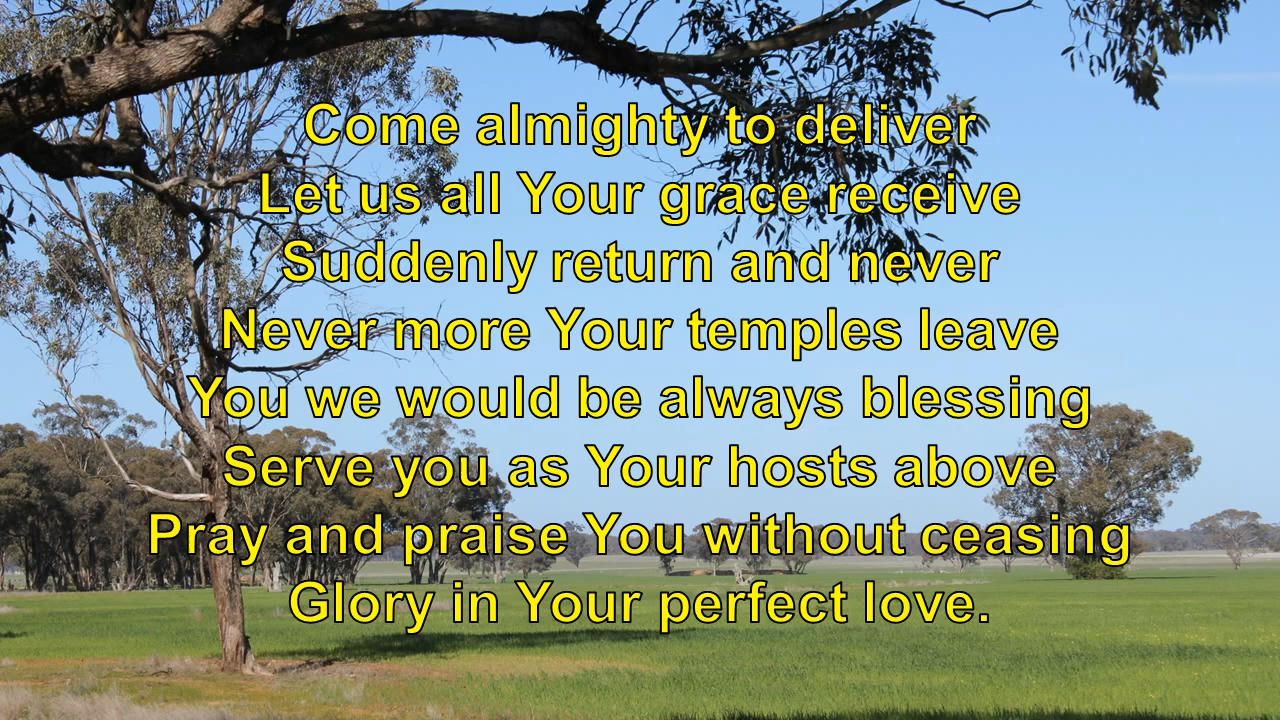 Come almighty to deliver
Let us all Your grace receive
Suddenly return and never
Never more Your temples leave
You we would be always blessing
Serve you as Your hosts above
Pray and praise You without ceasing
Glory in Your perfect love.